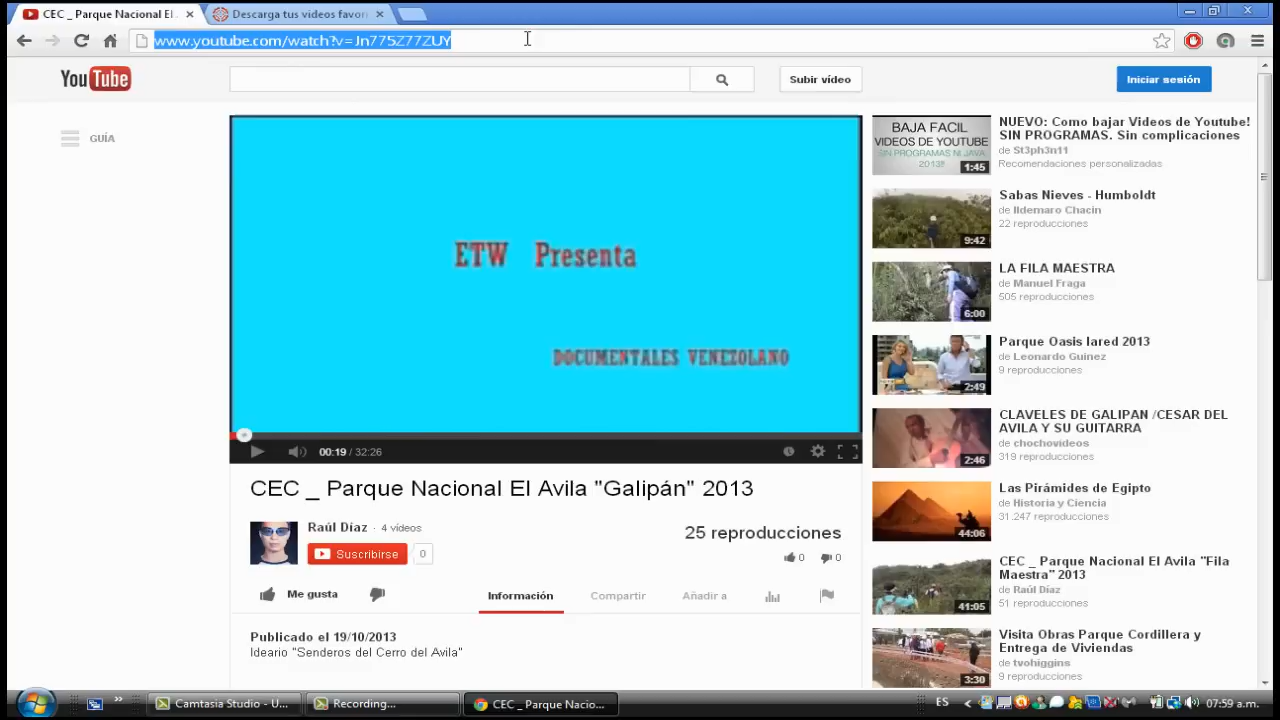 CEC _ Parque Nacional El
Descarga tus videos favor
www.youtube.com/watch?v=Jn775Z77ZUY
YouTube
Subir vídeo
Iniciar sesión
GUÍA
ETW Presenta
DOCUMENTALES VENEZOLANO
00:19 / 32:26
CEC _ Parque Nacional El Avila "Galipán" 2013
Raúl Díaz · 4 vídeos
Suscribirse 0
25 reproducciones
0 0
Me gusta
Información
Compartir
Añadir a
Publicado el 19/10/2013
Ideario "Senderos del Cerro del Avila"
BAJA FACIL
VIDEOS DE YOUTUBE
SIN PROGRAMAS NI JAVA
2013!!
1:45
NUEVO: Como bajar Videos de Youtube!
SIN PROGRAMAS. Sin complicaciones
de St3ph3n11
Recomendaciones personalizadas
9:42
Sabas Nieves - Humboldt
de Ildemaro Chacin
22 reproducciones
6:00
LA FILA MAESTRA
de Manuel Fraga
505 reproducciones
2:49
Parque Oasis Iared 2013
de Leonardo Guinez
9 reproducciones
2:46
CLAVELES DE GALIPAN /CESAR DEL
AVILA Y SU GUITARRA
de chochovideos
319 reproducciones
44:06
Las Pirámides de Egipto
de Historia y Ciencia
31.247 reproducciones
41:05
CEC _ Parque Nacional El Avila "Fila
Maestra" 2013
de Raúl Díaz
51 reproducciones
3:30
Visita Obras Parque Cordillera y
Entrega de Viviendas
de tvohiggins
9 reproducciones
Camtasia Studio - U...
Recording...
CEC _ Parque Nacio...
ES
07:59 a.m.